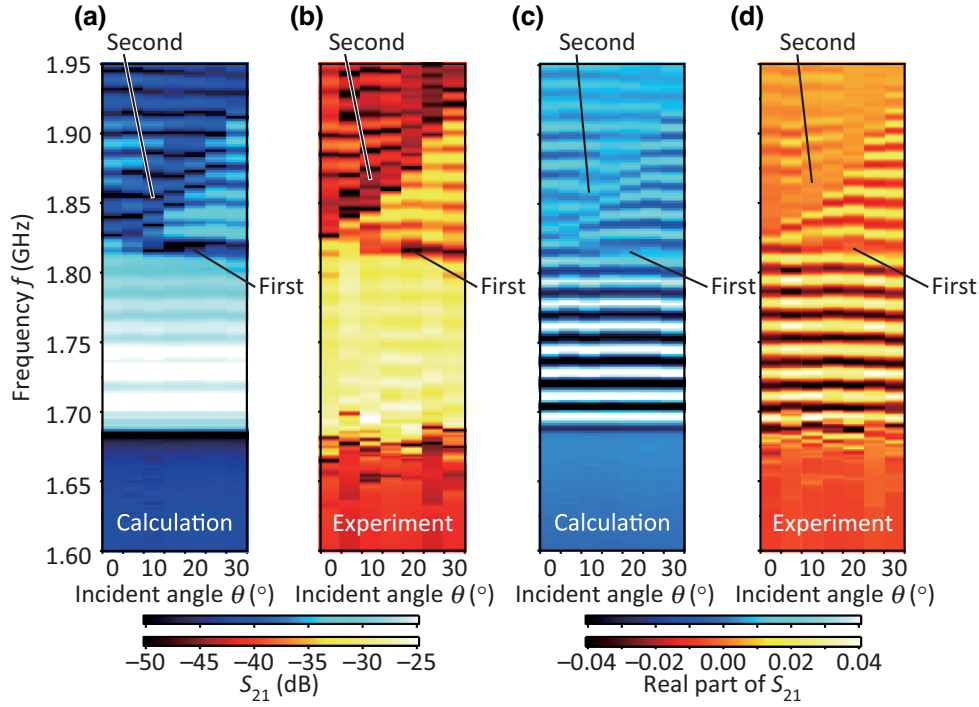 (a) (b) (c) (d)
Second Second
1.95
1.90
1.85
1.80
1.75
1.70
1.65
1.60
Frequency f (GHz)
First First First First
Calculation Experiment Calculation Experiment
0 10 20 30 0 10 20 30 0 10 20 30 0 10 20 30
Incident angle θ (°) Incident angle θ (°) Incident angle θ (°) Incident angle θ (°)
−50 −45 −40 −35 −30 −25 −0.04 −0.02 0.00 0.02 0.04
S21 (dB) Real part of S21